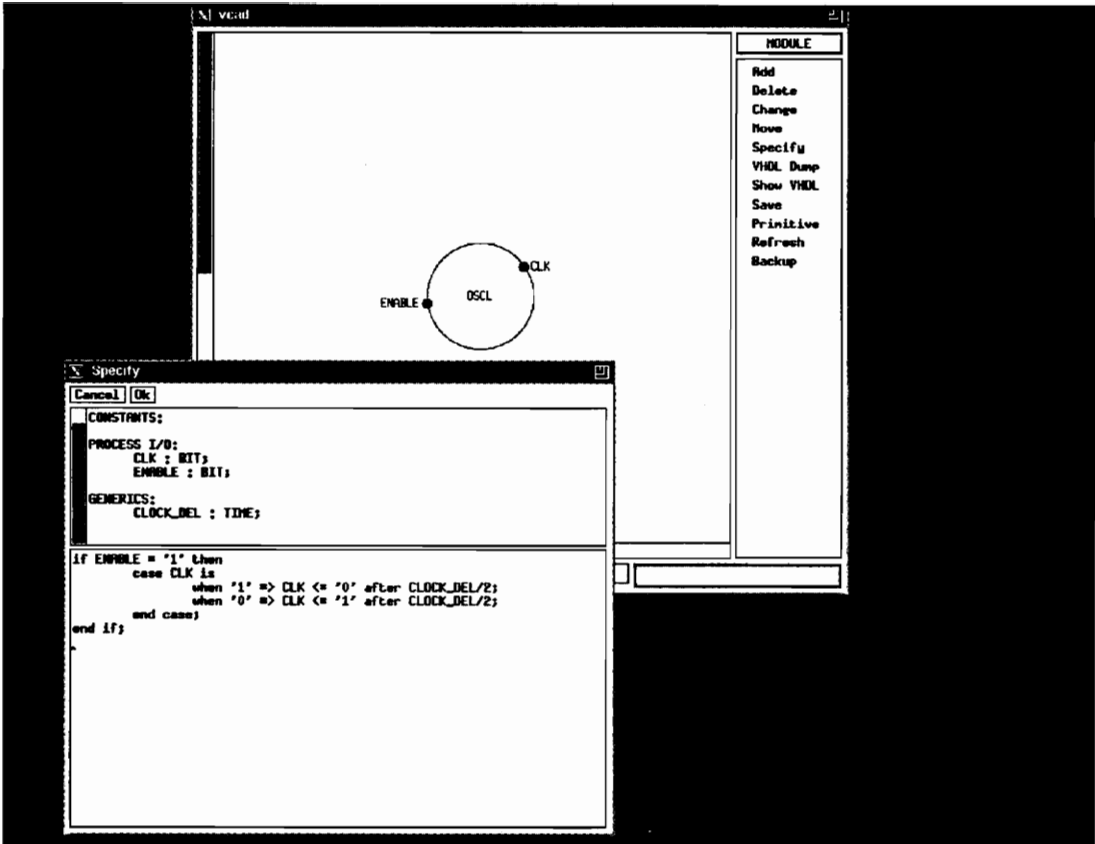 vcad
MODULE
Add
Delete
Change
Move
Specify
VHDL Dump
Show VHDL
Save
Primitive
Refresh
Backup
CLK
OSCL
ENABLE
Specify
Cancel Ok
CONSTANTS:
PROCESS I/O:
CLK : BIT;
ENABLE : BIT;
GENERICS:
CLOCK_DEL : TIME;
if ENABLE = '1' then
case CLK is
when '1' => CLK <= '0' after CLOCK_DEL/2;
when '0' => CLK <= '1' after CLOCK_DEL/2;
end case;
end if;